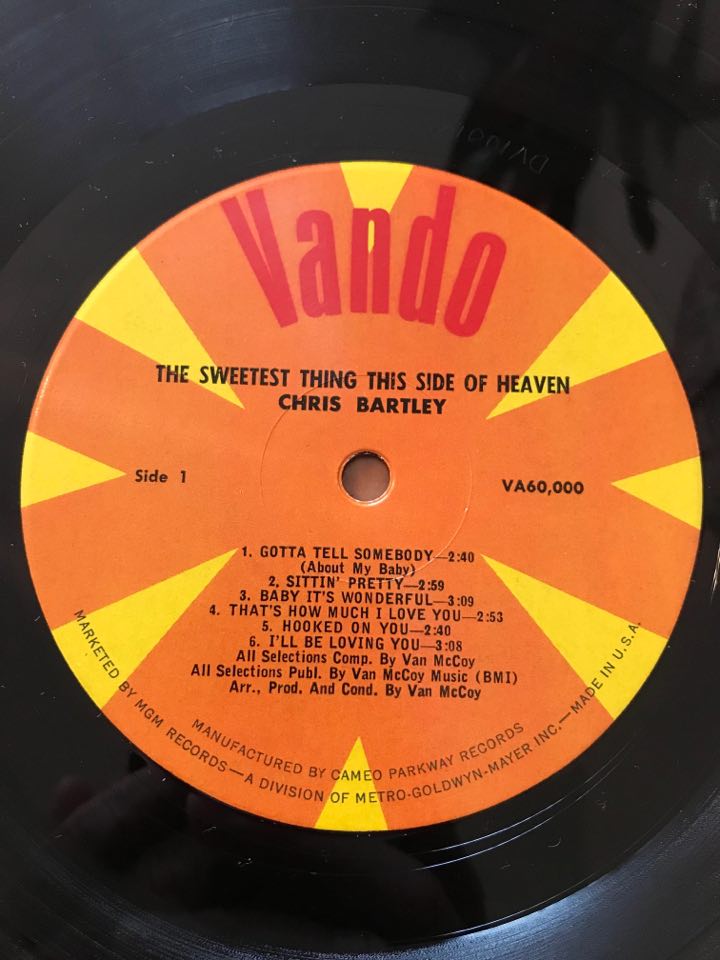 Vando
THE SWEETEST THING THIS SIDE OF HEAVEN
CHRIS BARTLEY
Side 1
VA60,000
1. GOTTA TELL SOMEBODY—2:40
(About My Baby)
2, SITTIN' PRETTY—2:59
3. BABY IT'S WONDERFUL—3:09
4. THAT'S HOW MUCH I LOVE YOU—2:53
5. HOOKED ON YOU—2:40
6. I'LL BE LOVING YOU—3:08
All Selections Comp. By Van McCoy
All Selections Publ. By Van McCoy Music (BMI)
Arr., Prod. And Cond. By Van McCoy
MANUFACTURED BY CAMEO PARKWAY RECORDS
MARKETED BY MGM RECORDS—A DIVISION OF METRO-GOLDWYN-MAYER INC.—MADE IN U.S.A.